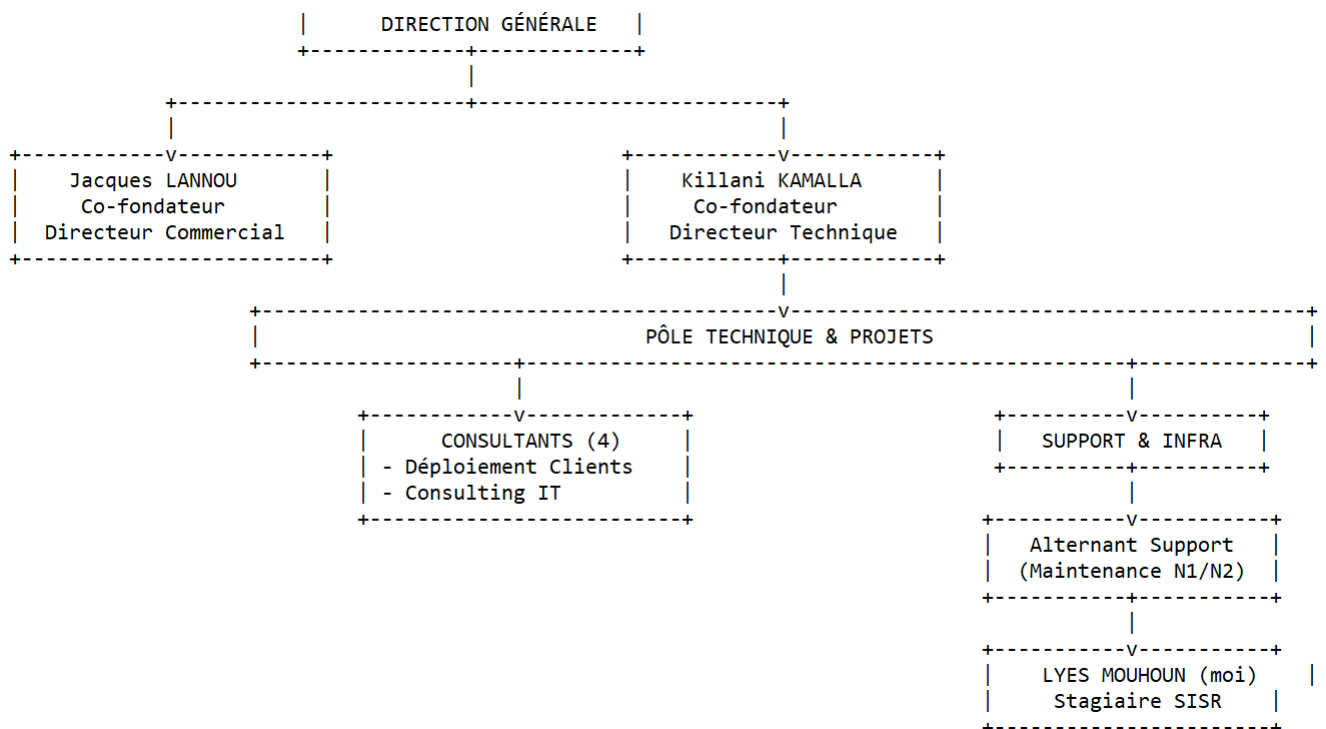 DIRECTION GÉNÉRALE
Jacques LANNOU
Co-fondateur
Directeur Commercial
Killani KAMALLA
Co-fondateur
Directeur Technique
PÔLE TECHNIQUE & PROJETS
CONSULTANTS (4)
- Déploiement Clients
- Consulting IT
SUPPORT & INFRA
Alternant Support
(Maintenance N1/N2)
LYES MOUHOUN (moi)
Stagiaire SISR